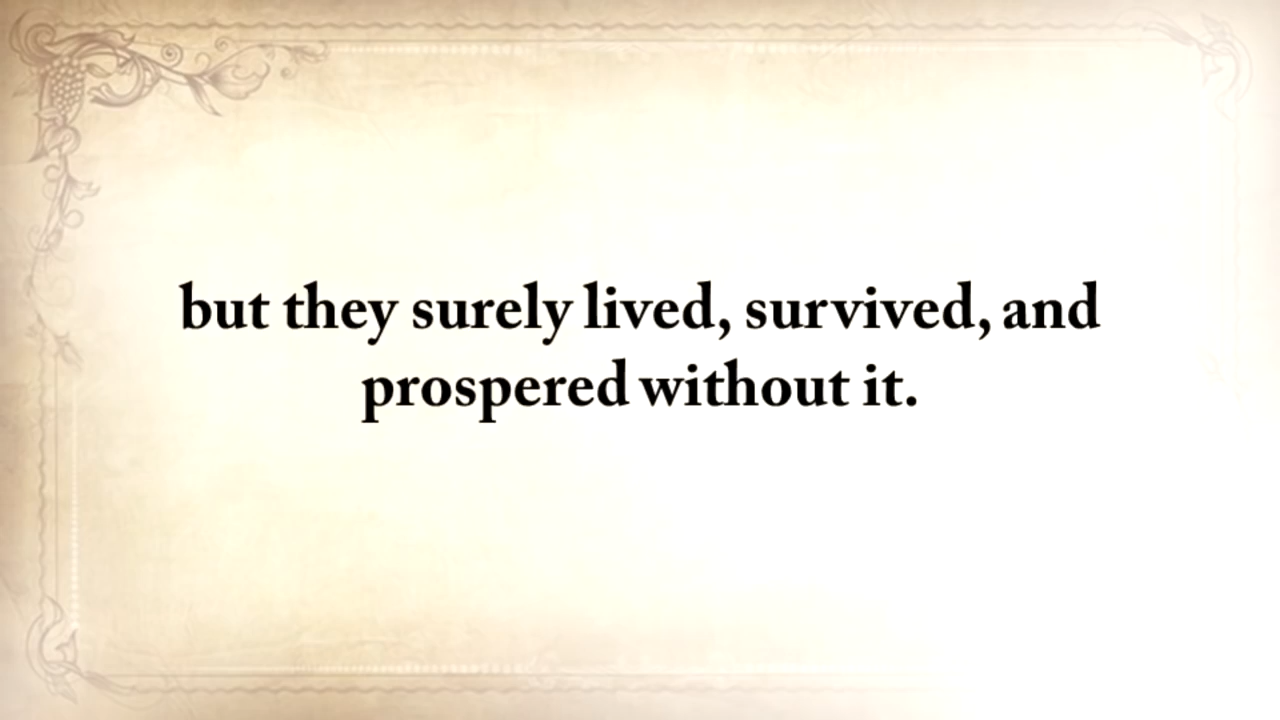 but they surely lived, survived, and
prospered without it.